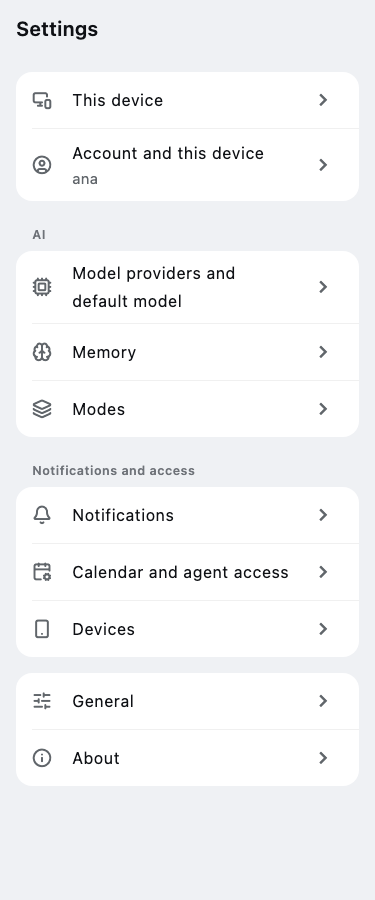 Settings
This device
Account and this device
ana
AI
Model providers and
default model
Memory
Modes
Notifications and access
Notifications
Calendar and agent access
Devices
General
About